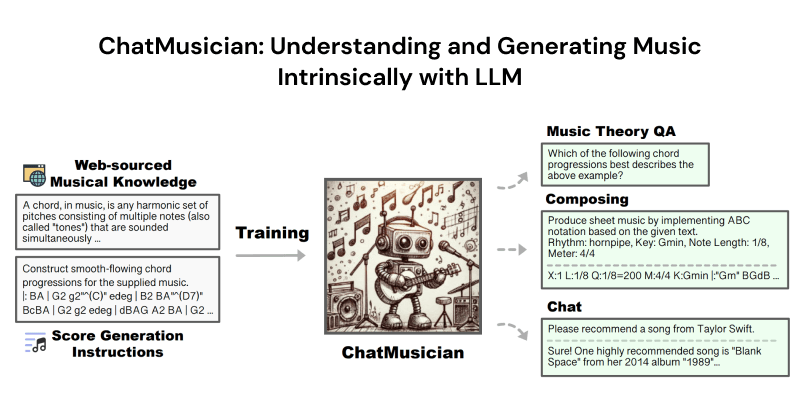 ChatMusician: Understanding and Generating Music
Intrinsically with LLM
Web-sourced
Musical Knowledge
A chord, in music, is any harmonic set of
pitches consisting of multiple notes (also
called "tones") that are sounded
simultaneously ...
Construct smooth-flowing chord
progressions for the supplied music.
|: BA | G2 g2"^(C)" edeg | B2 BA"^(D7)"
BcBA | G2 g2 edeg | dBAG A2 BA | G2 ...
Score Generation
Instructions
Training
ChatMusician
Music Theory QA
Which of the following chord
progressions best describes the
above example?
Composing
Produce sheet music by implementing ABC
notation based on the given text.
Rhythm: hornpipe, Key: Gmin, Note Length: 1/8,
Meter: 4/4
X:1 L:1/8 Q:1/8=200 M:4/4 K:Gmin |:"Gm" BGdB ...
Chat
Please recommend a song from Taylor Swift.
Sure! One highly recommended song is "Blank
Space" from her 2014 album "1989"...